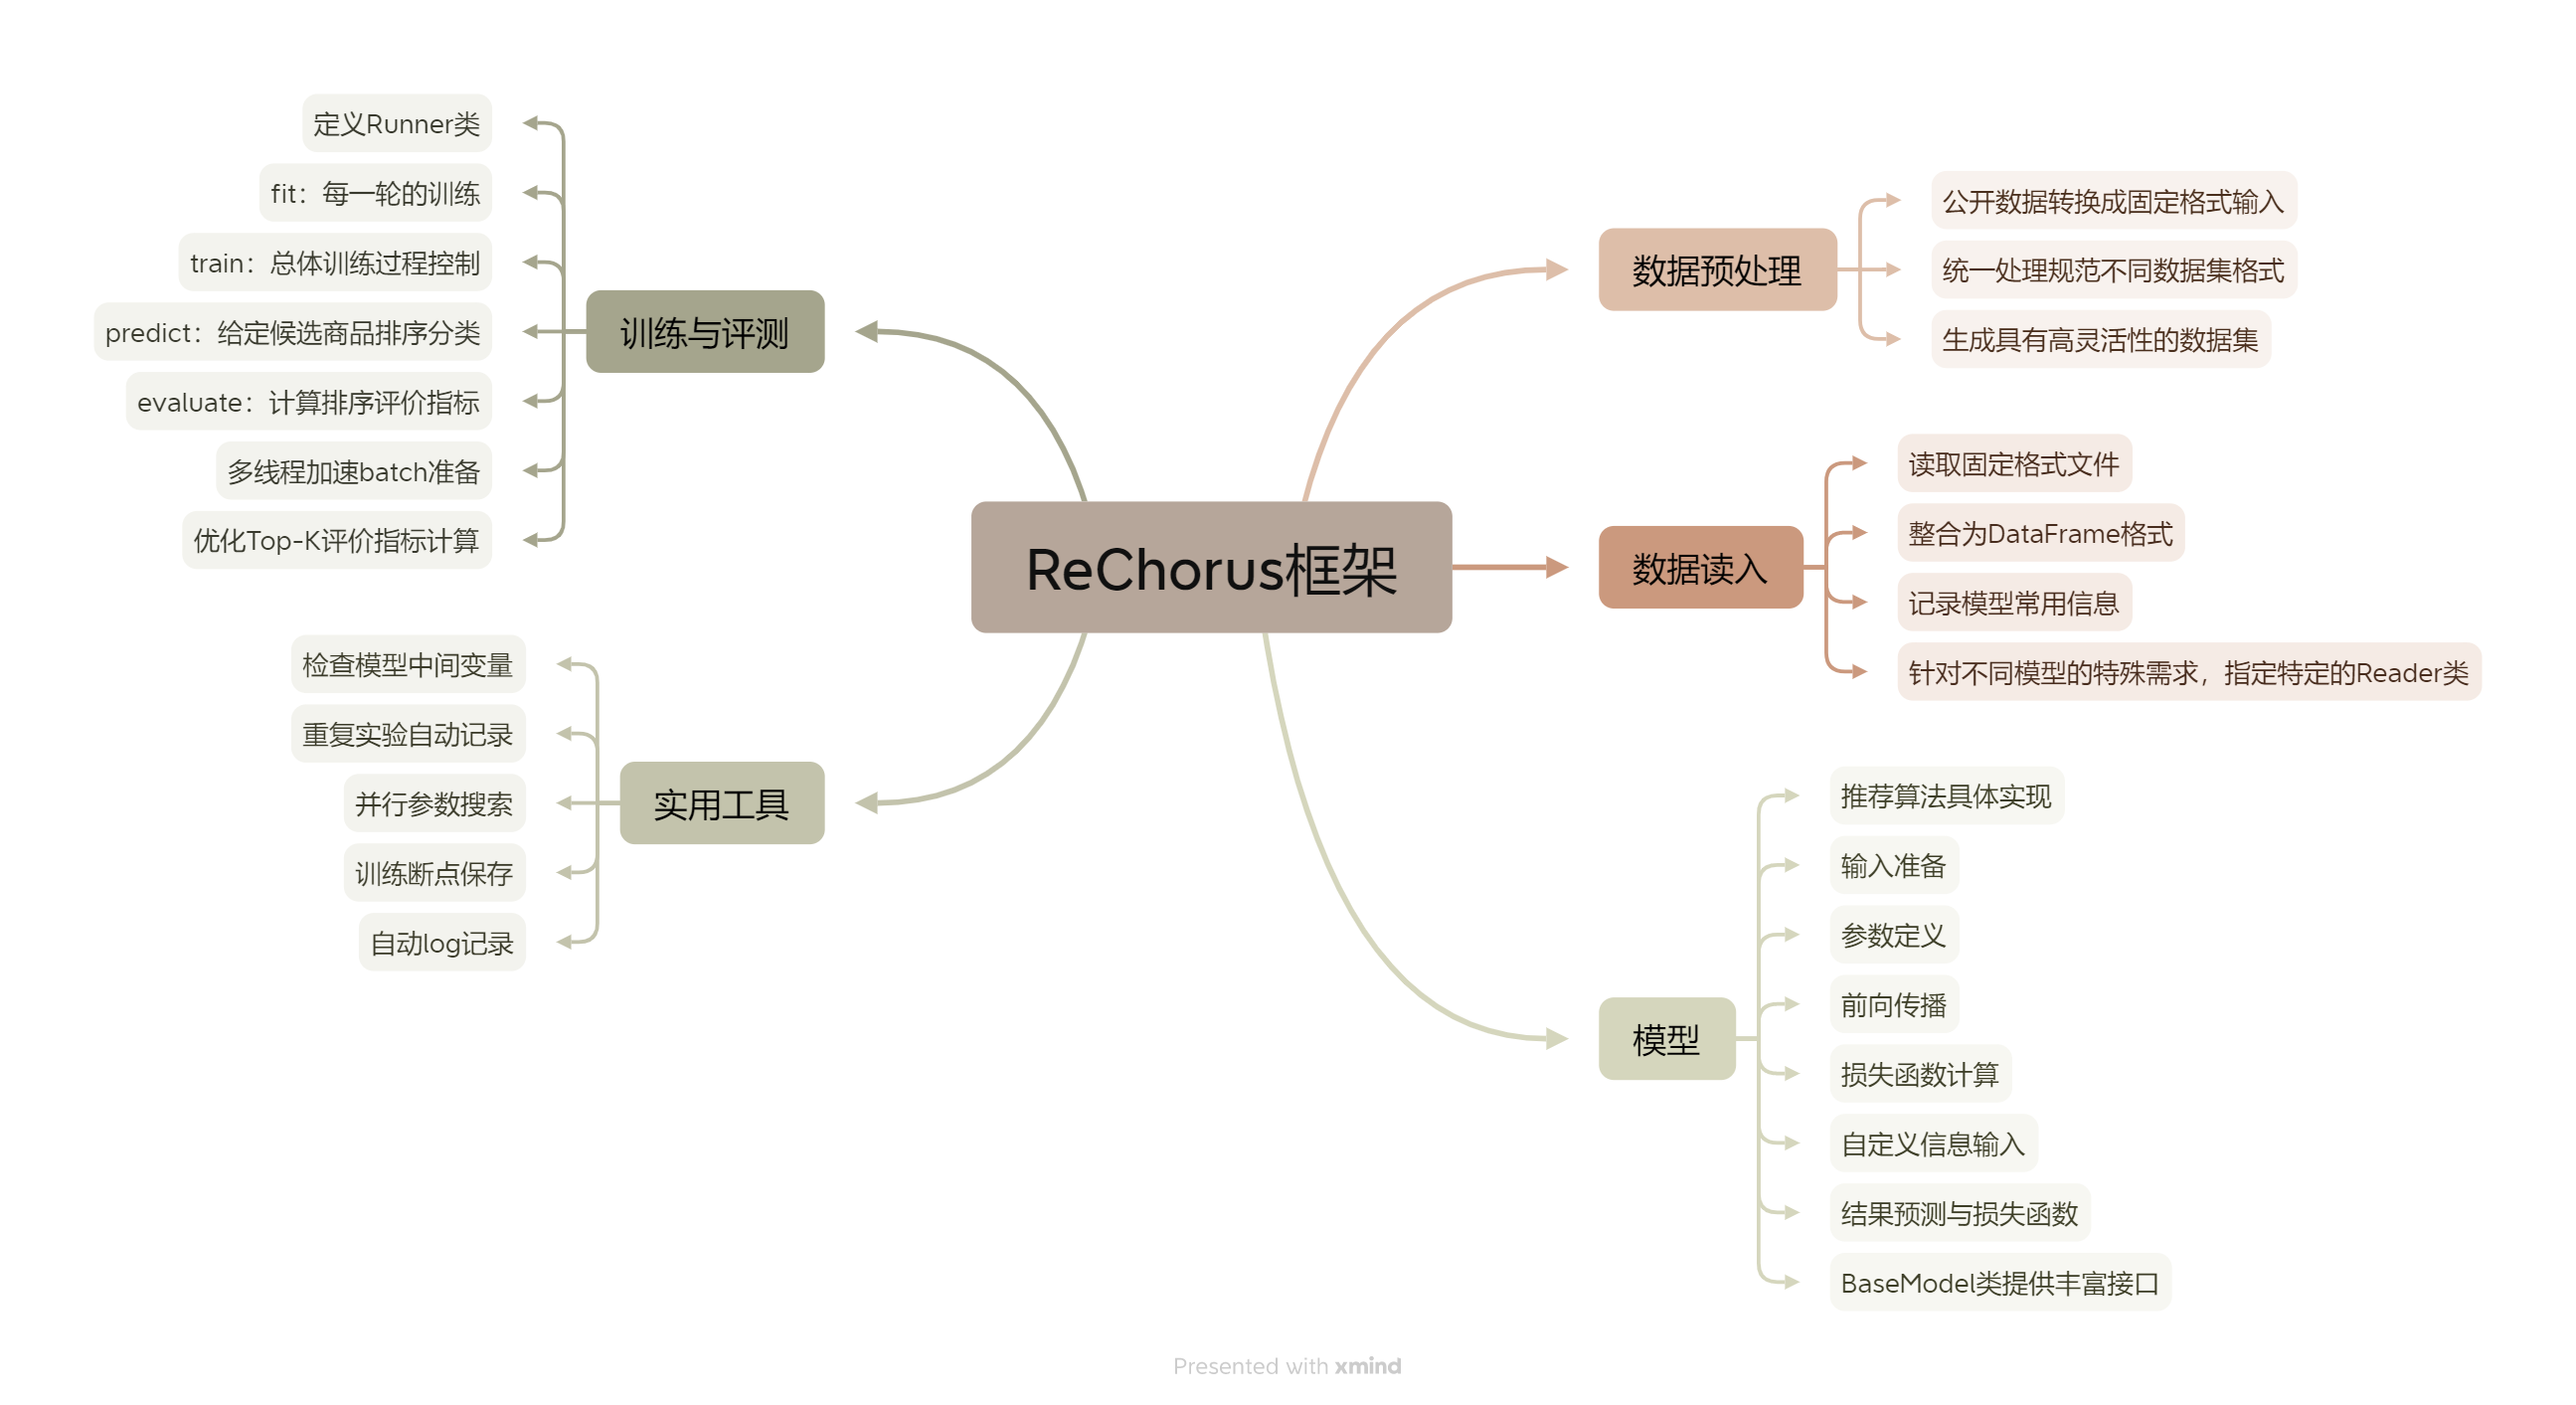 ReChorus框架
数据预处理
公开数据转换成固定格式输入
统一处理规范不同数据集格式
生成具有高灵活性的数据集
数据读入
读取固定格式文件
整合为DataFrame格式
记录模型常用信息
针对不同模型的特殊需求，指定特定的Reader类
模型
推荐算法具体实现
输入准备
参数定义
前向传播
损失函数计算
自定义信息输入
结果预测与损失函数
BaseModel类提供丰富接口
训练与评测
定义Runner类
fit：每一轮的训练
train：总体训练过程控制
predict：给定候选商品排序分类
evaluate：计算排序评价指标
多线程加速batch准备
优化Top-K评价指标计算
实用工具
检查模型中间变量
重复实验自动记录
并行参数搜索
训练断点保存
自动log记录
Presented with xmind